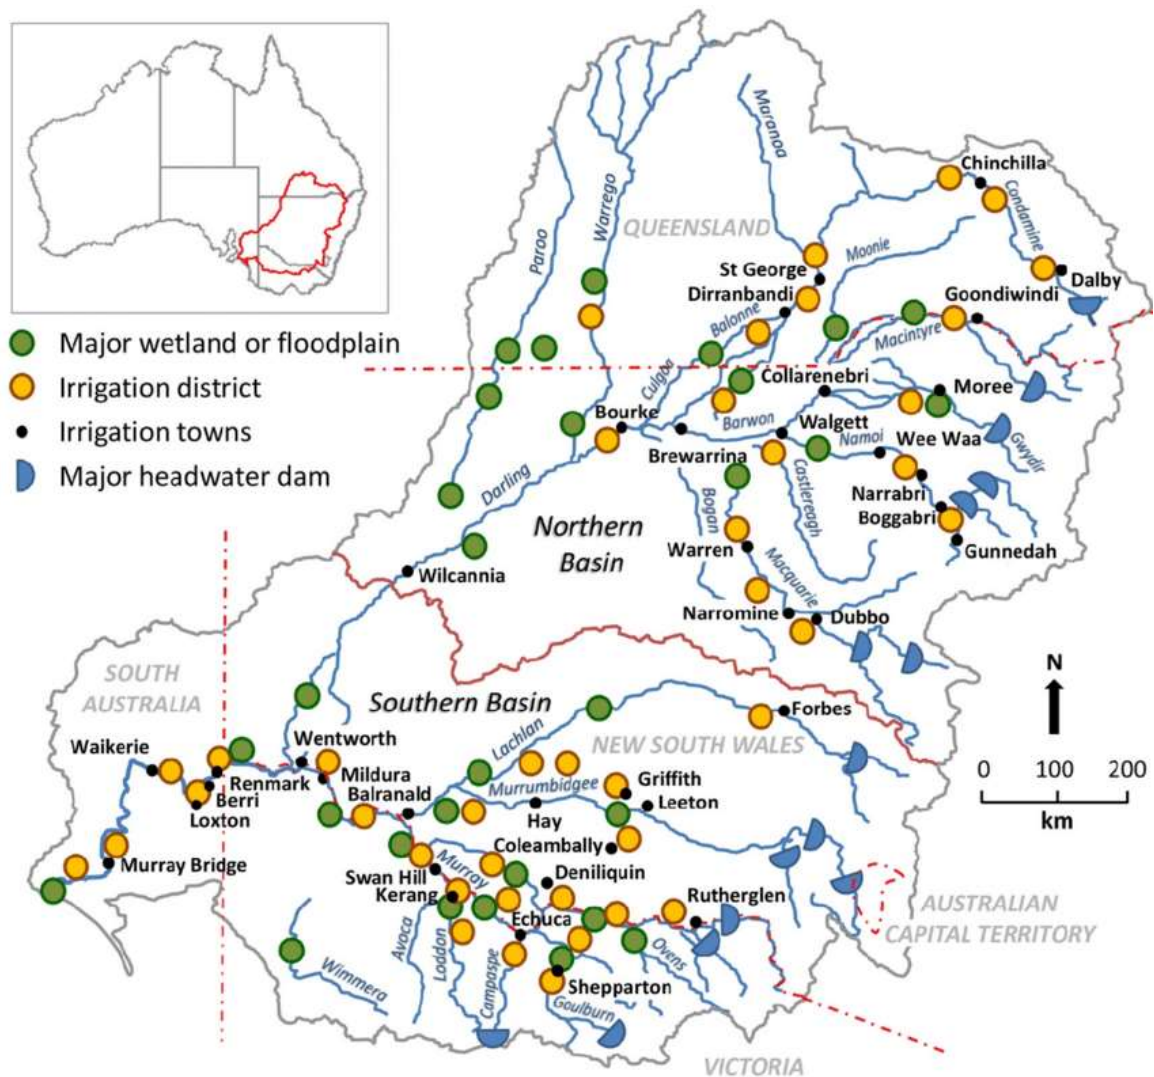 Major wetland or floodplain
Irrigation district
Irrigation towns
Major headwater dam
Maranoa
Chinchilla
Condamine
Warrego
Paroo
QUEENSLAND
Moonie
St George
Dalby
Dirranbandi
Goondiwindi
Balonne
Macintyre
Culgoa
Collarenebri
Moree
Bourke
Barwon
Walgett
Namoi
Wee Waa
Gwydir
Brewarrina
Darling
Bogan
Castlereagh
Narrabri
Boggabri
Northern
Basin
Warren
Gunnedah
Wilcannia
Macquarie
Narromine
Dubbo
SOUTH
AUSTRALIA
Southern Basin
N
Forbes
Lachlan
NEW SOUTH WALES
Waikerie
Wentworth
Renmark
Mildura
Murrumbidgee
Griffith
0 100 200
km
Berri
Balranald
Loxton
Hay
Leeton
Coleambally
Murray Bridge
Murray
Deniliquin
Swan Hill
Kerang
Rutherglen
AUSTRALIAN
CAPITAL TERRITORY
Echuca
Avoca
Loddon
Campaspe
Ovens
Wimmera
Shepparton
Goulburn
VICTORIA